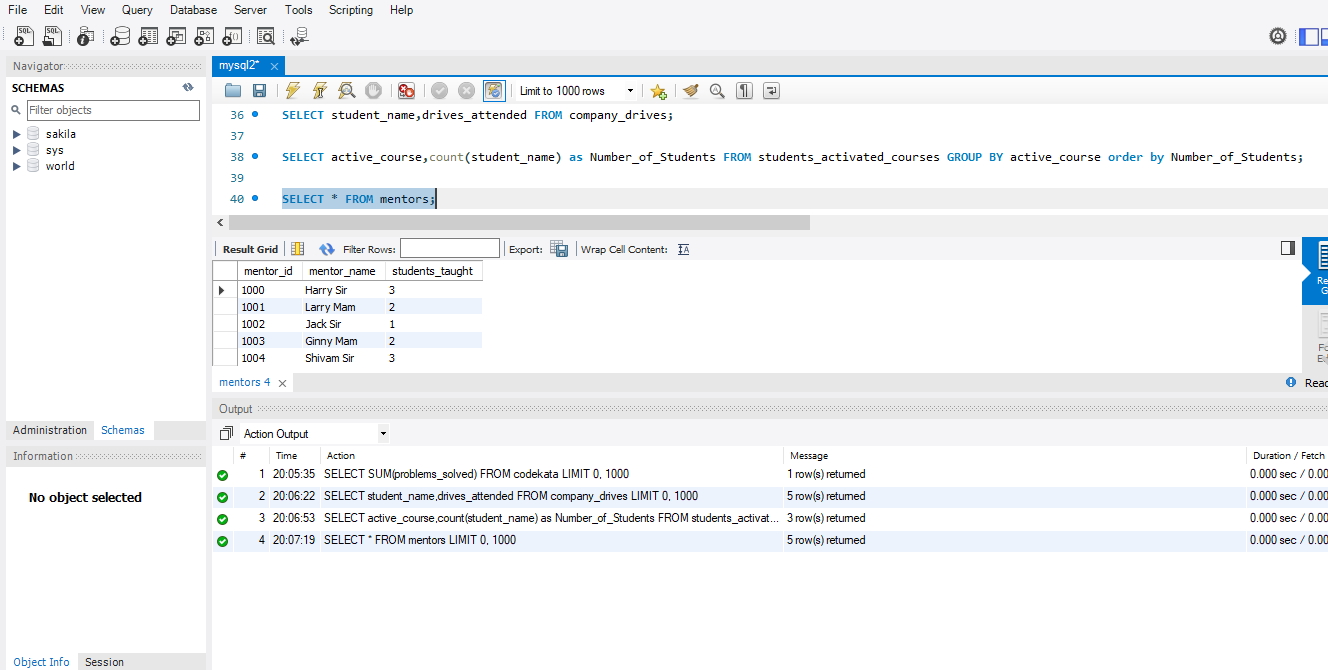 File Edit View Query Database Server Tools Scripting Help
Navigator
SCHEMAS
Filter objects
sakila
sys
world
Administration Schemas
Information
No object selected
Object Info Session
mysql2*
Limit to 1000 rows
36 SELECT student_name,drives_attended FROM company_drives;
37
38 SELECT active_course,count(student_name) as Number_of_Students FROM students_activated_courses GROUP BY active_course order by Number_of_Students;
39
40 SELECT * FROM mentors;
Result Grid Filter Rows: Export: Wrap Cell Content:
mentor_id mentor_name students_taught
1000 Harry Sir 3
1001 Larry Mam 2
1002 Jack Sir 1
1003 Ginny Mam 2
1004 Shivam Sir 3
mentors 4
Output
Action Output
# Time Action Message Duration / Fetch
1 20:05:35 SELECT SUM(problems_solved) FROM codekata LIMIT 0, 1000 1 row(s) returned 0.000 sec / 0.00
2 20:06:22 SELECT student_name,drives_attended FROM company_drives LIMIT 0, 1000 5 row(s) returned 0.000 sec / 0.00
3 20:06:53 SELECT active_course,count(student_name) as Number_of_Students FROM students_activat... 3 row(s) returned 0.000 sec / 0.00
4 20:07:19 SELECT * FROM mentors LIMIT 0, 1000 5 row(s) returned 0.000 sec / 0.00